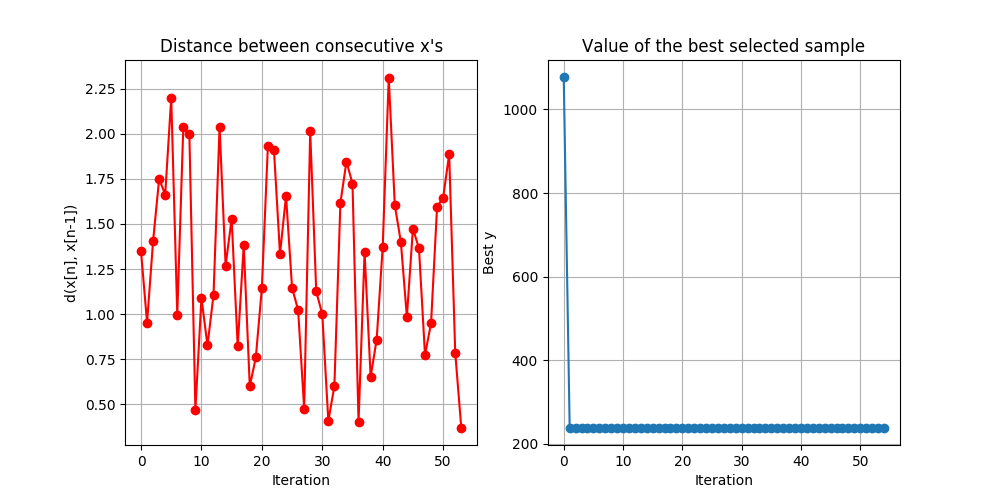 Distance between consecutive x's
2.25
2.00
1.75
1.50
1.25
1.00
0.75
0.50
d(x[n], x[n-1])
0 10 20 30 40 50
Iteration
Value of the best selected sample
1000
800
600
400
200
Best y
0 10 20 30 40 50
Iteration